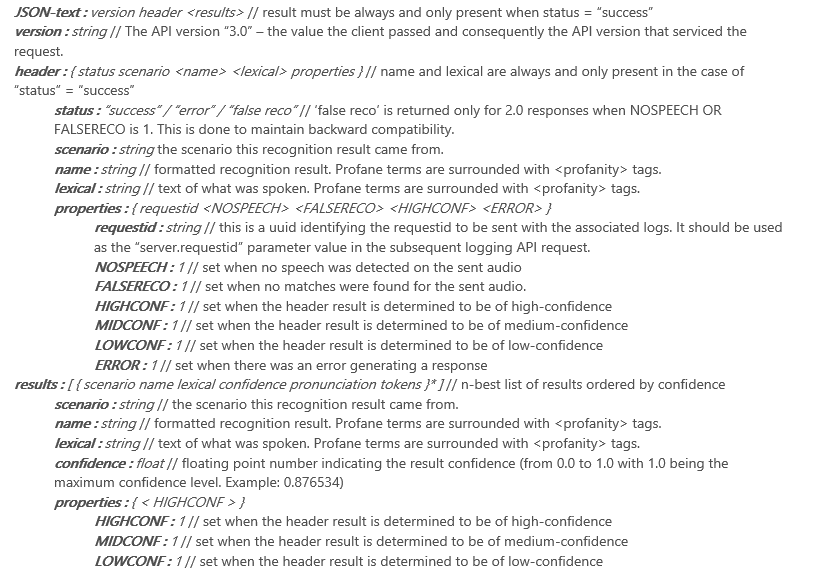 JSON-text : version header <results> // result must be always and only present when status = “success”
version : string // The API version “3.0” – the value the client passed and consequently the API version that serviced the
request.
header : { status scenario <name> <lexical> properties } // name and lexical are always and only present in the case of
“status” = “success”
status : “success” / “error” / “false reco” // ‘false reco’ is returned only for 2.0 responses when NOSPEECH OR
FALSERECO is 1. This is done to maintain backward compatibility.
scenario : string the scenario this recognition result came from.
name : string // formatted recognition result. Profane terms are surrounded with <profanity> tags.
lexical : string // text of what was spoken. Profane terms are surrounded with <profanity> tags.
properties : { requestid <NOSPEECH> <FALSERECO> <HIGHCONF> <ERROR> }
requestid : string // this is a uuid identifying the requestid to be sent with the associated logs. It should be used
as the “server.requestid” parameter value in the subsequent logging API request.
NOSPEECH : 1 // set when no speech was detected on the sent audio
FALSERECO : 1 // set when no matches were found for the sent audio.
HIGHCONF : 1 // set when the header result is determined to be of high-confidence
MIDCONF : 1 // set when the header result is determined to be of medium-confidence
LOWCONF : 1 // set when the header result is determined to be of low-confidence
ERROR : 1 // set when there was an error generating a response
results : [ { scenario name lexical confidence pronunciation tokens }* ] // n-best list of results ordered by confidence
scenario : string // the scenario this recognition result came from.
name : string // formatted recognition result. Profane terms are surrounded with <profanity> tags.
lexical : string // text of what was spoken. Profane terms are surrounded with <profanity> tags.
confidence : float // floating point number indicating the result confidence (from 0.0 to 1.0 with 1.0 being the
maximum confidence level. Example: 0.876534)
properties : { < HIGHCONF > }
HIGHCONF : 1 // set when the header result is determined to be of high-confidence
MIDCONF : 1 // set when the header result is determined to be of medium-confidence
LOWCONF : 1 // set when the header result is determined to be of low-confidence